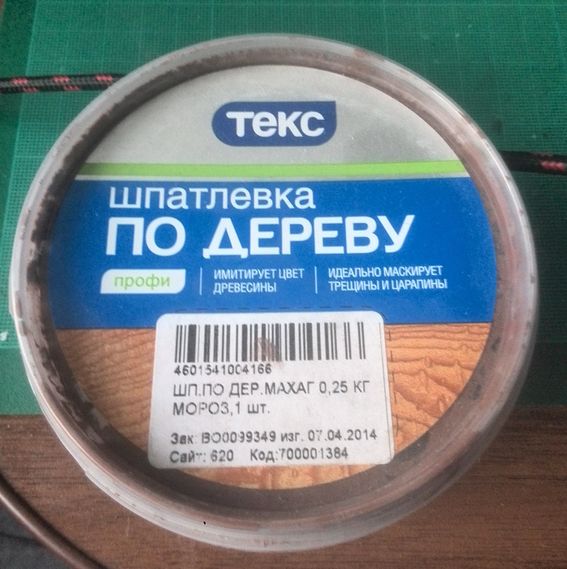 текс
шпатлевка
ПО ДЕРЕВУ
профи
ИМИТИРУЕТ ЦВЕТ
ДРЕВЕСИНЫ
ИДЕАЛЬНО МАСКИРУЕТ
ТРЕЩИНЫ И ЦАРАПИНЫ
4601541004166
ШП.ПО ДЕР.МАХАГ 0,25 КГ
МОРОЗ,1 шт.
Зак: ВО0099349 изг. 07.04.2014
Сайт: 620 Код:700001384